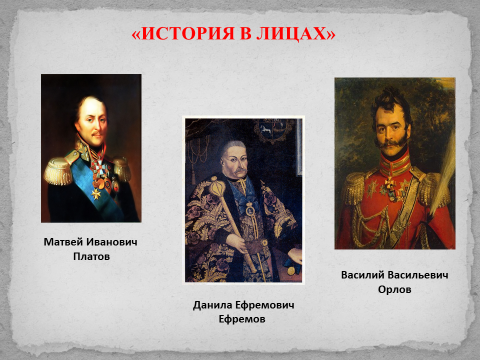 «ИСТОРИЯ В ЛИЦАХ»
Матвей Иванович
Платов
Данила Ефремович
Ефремов
Василий Васильевич
Орлов